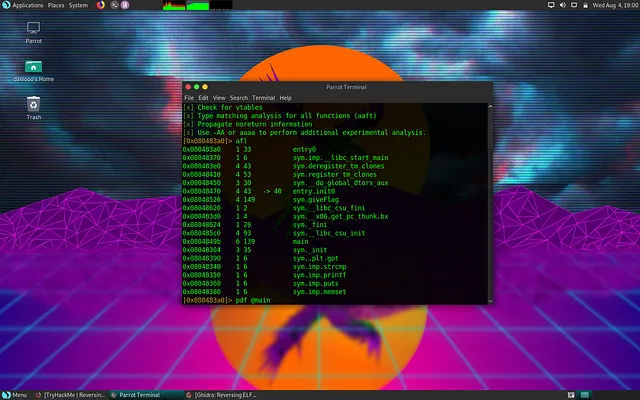 Applications Places System
Wed Aug 4, 19:00
Parrot
Trash
Parrot Terminal
File Edit View Search Terminal Help
[x] Check for vtables
[x] Type matching analysis for all functions (aaft)
[x] Propagate noreturn information
[x] Use -AA or aaaa to perform additional experimental analysis.
[0x080483a0]> afl
0x080483a0 1 33 entry0
0x08048370 1 6 sym.imp.__libc_start_main
0x080483e0 4 43 sym.deregister_tm_clones
0x08048410 4 53 sym.register_tm_clones
0x08048450 3 30 sym.__do_global_dtors_aux
0x08048470 4 43 -> 40 entry.init0
0x08048526 4 149 sym.giveFlag
0x08048620 1 2 sym.__libc_csu_fini
0x080483d0 1 4 sym.__x86.get_pc_thunk.bx
0x08048624 1 20 sym._fini
0x080485c0 4 93 sym.__libc_csu_init
0x0804849b 6 139 main
0x08048304 3 35 sym._init
0x08048390 1 6 sym..plt.got
0x08048340 1 6 sym.imp.strcmp
0x08048350 1 6 sym.imp.printf
0x08048360 1 6 sym.imp.puts
0x08048380 1 6 sym.imp.memset
[0x080483a0]> pdf @main
Menu [TryHackMe | Reversin... Parrot Terminal [Ghidra: Reversing ELF...